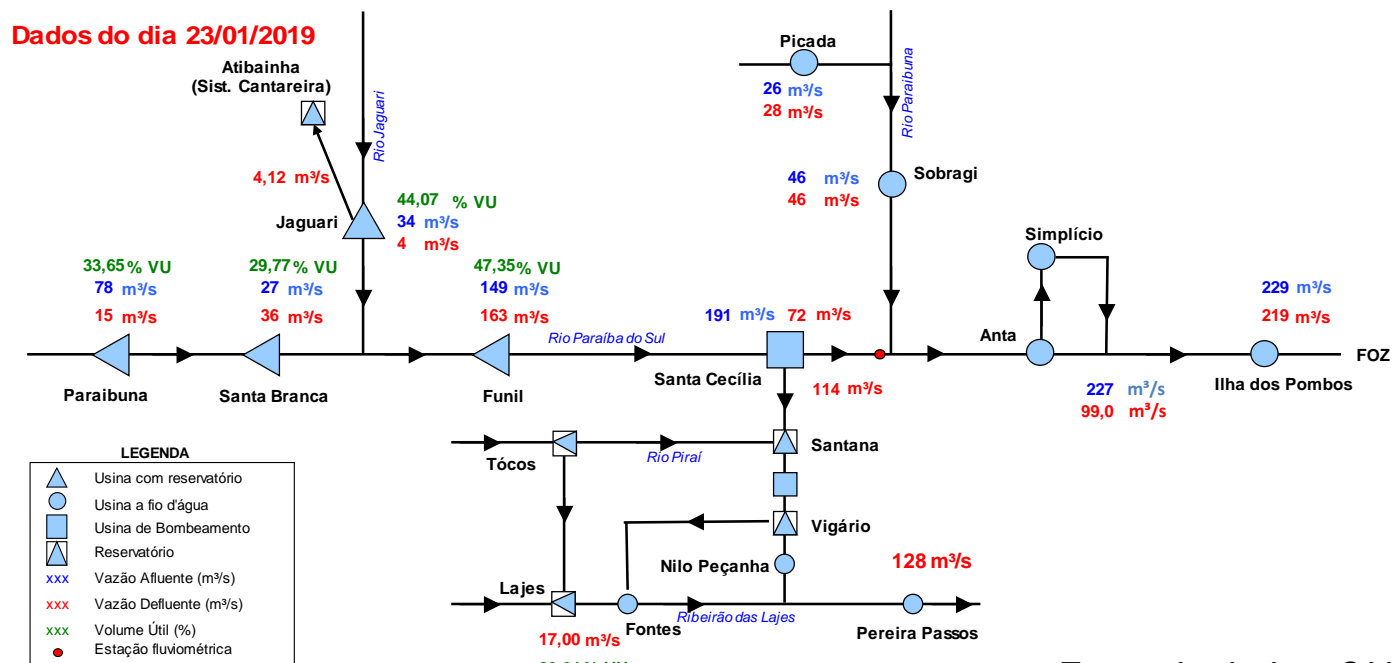 Dados do dia 23/01/2019
Atibainha
(Sist. Cantareira)
Rio Jaguari
4,12 m³/s
Jaguari
44,07 % VU
34 m³/s
4 m³/s
Picada
26 m³/s
28 m³/s
Rio Paraibuna
46 m³/s
46 m³/s
Sobragi
Simplício
33,65% VU
78 m³/s
15 m³/s
Paraibuna
29,77% VU
27 m³/s
36 m³/s
Santa Branca
47,35% VU
149 m³/s
163 m³/s
Funil
Rio Paraíba do Sul
191 m³/s 72 m³/s
Santa Cecília
114 m³/s
Anta
227 m³/s
99,0 m³/s
229 m³/s
219 m³/s
Ilha dos Pombos
FOZ
Tócos
Rio Piraí
Santana
Vigário
Nilo Peçanha
128 m³/s
Lajes
Fontes
Ribeirão das Lajes
Pereira Passos
17,00 m³/s
LEGENDA
Usina com reservatório
Usina a fio d'água
Usina de Bombeamento
Reservatório
xxx Vazão Afluente (m³/s)
xxx Vazão Defluente (m³/s)
xxx Volume Útil (%)
Estação fluviométrica